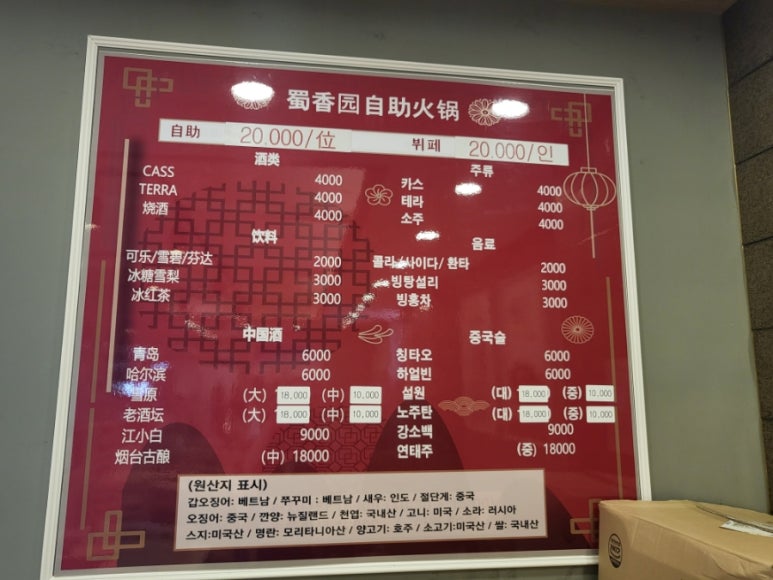 蜀香园自助火锅
自助 20.000/位 뷔페 20.000/인
酒类 주류
CASS 4000 카스 4000
TERRA 4000 테라 4000
烧酒 4000 소주 4000
饮料 음료
可乐/雪碧/芬达 2000 콜라/사이다/환타 2000
冰糖雪梨 3000 빙탕설리 3000
冰红茶 3000 빙홍차 3000
中国酒 중국술
青岛 6000 칭타오 6000
哈尔滨 6000 하얼빈 6000
雪原 (大) 18,000 (中) 10,000 설원 (대) 18,000 (중) 10,000
老酒坛 (大) 18,000 (中) 10,000 노주탄 (대) 18,000 (중) 10,000
江小白 9000 강소백 9000
烟台古酿 (中) 18000 연태주 (중) 18000
(원산지 표시)
갑오징어: 베트남 / 쭈꾸미 : 베트남 / 새우: 인도 / 절단게: 중국
오징어: 중국 / 깐양: 뉴질랜드 / 천엽: 국내산 / 고니: 미국 / 소라: 러시아
스지:미국산 / 명란: 모리타니아산 / 양고기: 호주 / 소고기:미국산 / 쌀: 국내산